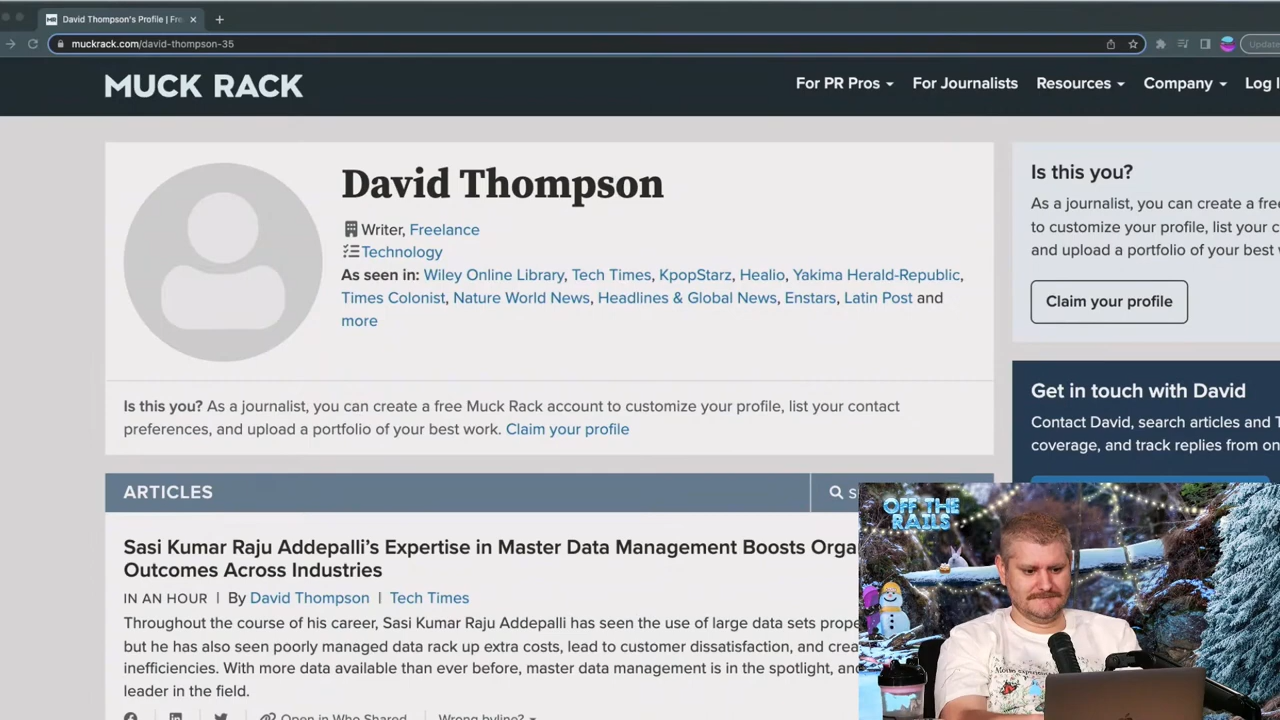 David Thompson's Profile | Fre
muckrack.com/david-thompson-35
Update
MUCK RACK
For PR Pros
For Journalists
Resources
Company
Log I
David Thompson
Writer, Freelance
Technology
As seen in: Wiley Online Library, Tech Times, KpopStarz, Healio, Yakima Herald-Republic,
Times Colonist, Nature World News, Headlines & Global News, Enstars, Latin Post and
more
Is this you? As a journalist, you can create a free Muck Rack account to customize your profile, list your contact
preferences, and upload a portfolio of your best work. Claim your profile
Is this you?
As a journalist, you can create a free
to customize your profile, list your c
and upload a portfolio of your best
Claim your profile
Get in touch with David
Contact David, search articles and T
coverage, and track replies from on
ARTICLES
S
Sasi Kumar Raju Addepalli's Expertise in Master Data Management Boosts Orga
Outcomes Across Industries
IN AN HOUR | By David Thompson | Tech Times
Throughout the course of his career, Sasi Kumar Raju Addepalli has seen the use of large data sets prope
but he has also seen poorly managed data rack up extra costs, lead to customer dissatisfaction, and crea
inefficiencies. With more data available than ever before, master data management is in the spotlight, and
leader in the field.
Open in Who Shared
Wrong byline?
OFF THE
RAILS